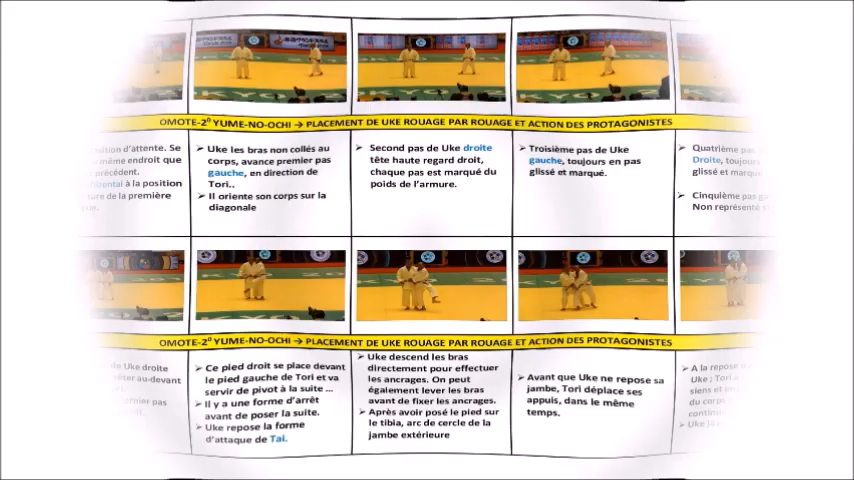 OMOTE-2⁰ YUME-NO-OCHI → PLACEMENT DE UKE ROUAGE PAR ROUAGE ET ACTION DES PROTAGONISTES
d'attente. Se
même endroit que
précédent.
à la position
de la première
➢ Uke les bras non collés au
corps, avance premier pas
gauche, en direction de
Tori..
➢ Il oriente son corps sur la
diagonale
➢ Second pas de Uke droite
tête haute regard droit,
chaque pas est marqué du
poids de l'armure.
➢ Troisième pas de Uke
gauche, toujours en pas
glissé et marqué.
➢ Quatrième pas
Droite, toujours
glissé et marqué
➢ Cinquième pas
Non représenté
OMOTE-2⁰ YUME-NO-OCHI → PLACEMENT DE UKE ROUAGE PAR ROUAGE ET ACTION DES PROTAGONISTES
de Uke droite
au-devant
pas
➢ Ce pied droit se place devant
le pied gauche de Tori et va
servir de pivot à la suite ...
➢ Il y a une forme d'arrêt
avant de poser la suite.
➢ Uke repose la forme
d'attaque de Tai.
➢ Uke descend les bras
directement pour effectuer
les ancrages. On peut
également lever les bras
avant de fixer les ancrages.
➢ Après avoir posé le pied sur
le tibia, arc de cercle de la
jambe extérieure
➢ Avant que Uke ne repose sa
jambe, Tori déplace ses
appuis, dans le même
temps.
➢ A la repose
Uke ; Tori
siens et
du corps
➢ Uke